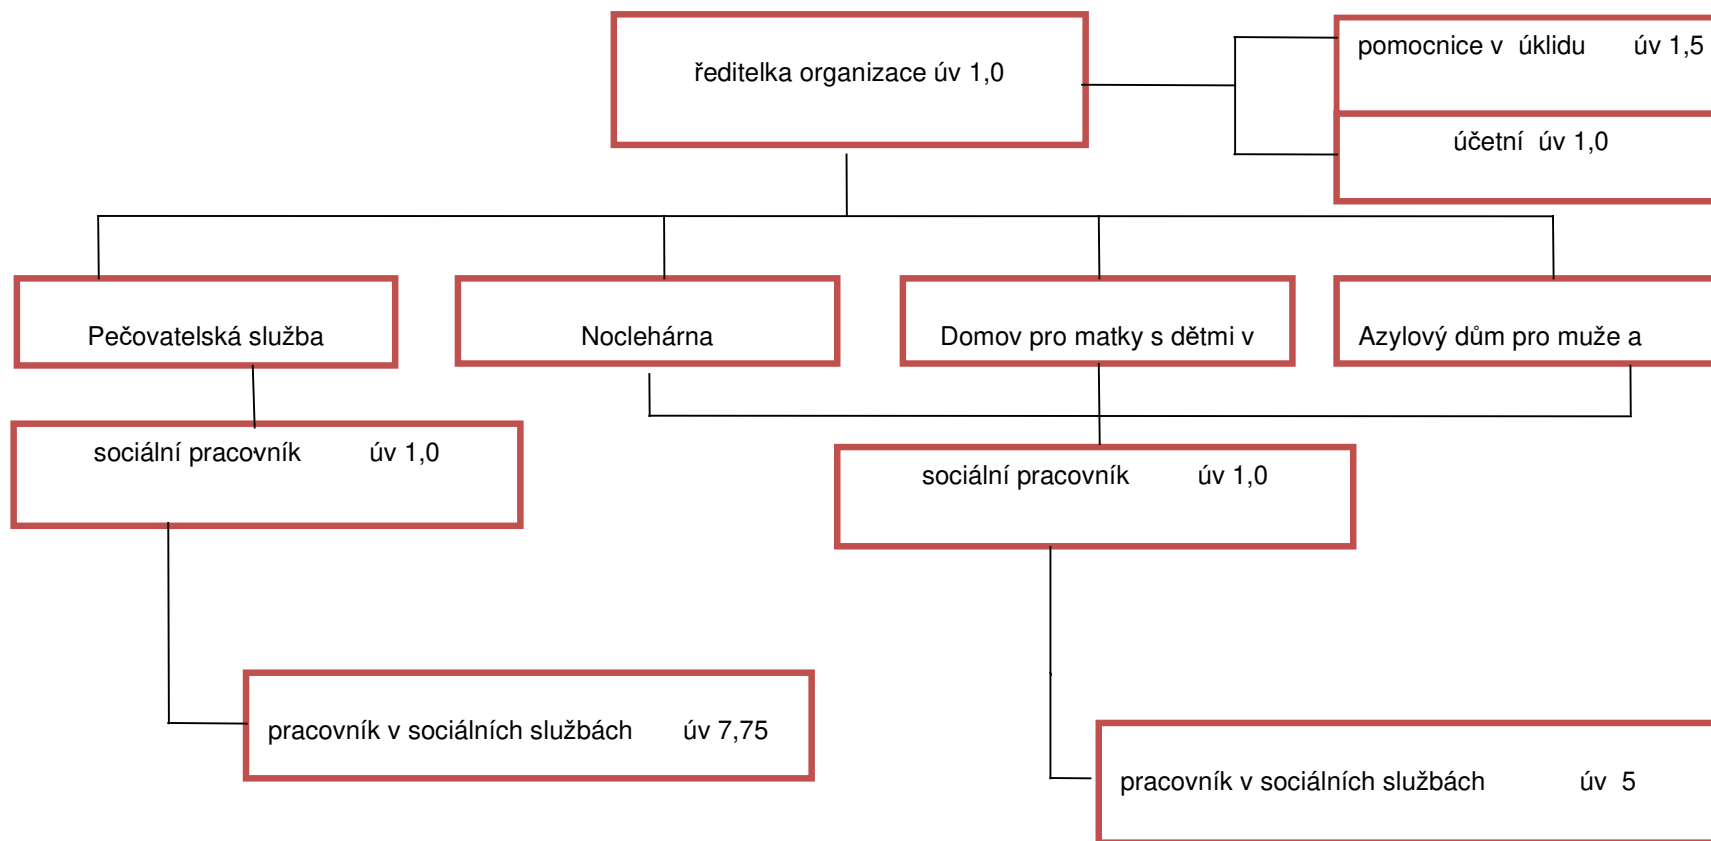 ředitelka organizace úv 1,0
pomocnice v úklidu úv 1,5
účetní úv 1,0
Pečovatelská služba
Noclehárna
Domov pro matky s dětmi v
Azylový dům pro muže a
sociální pracovník úv 1,0
sociální pracovník úv 1,0
pracovník v sociálních službách úv 7,75
pracovník v sociálních službách úv 5